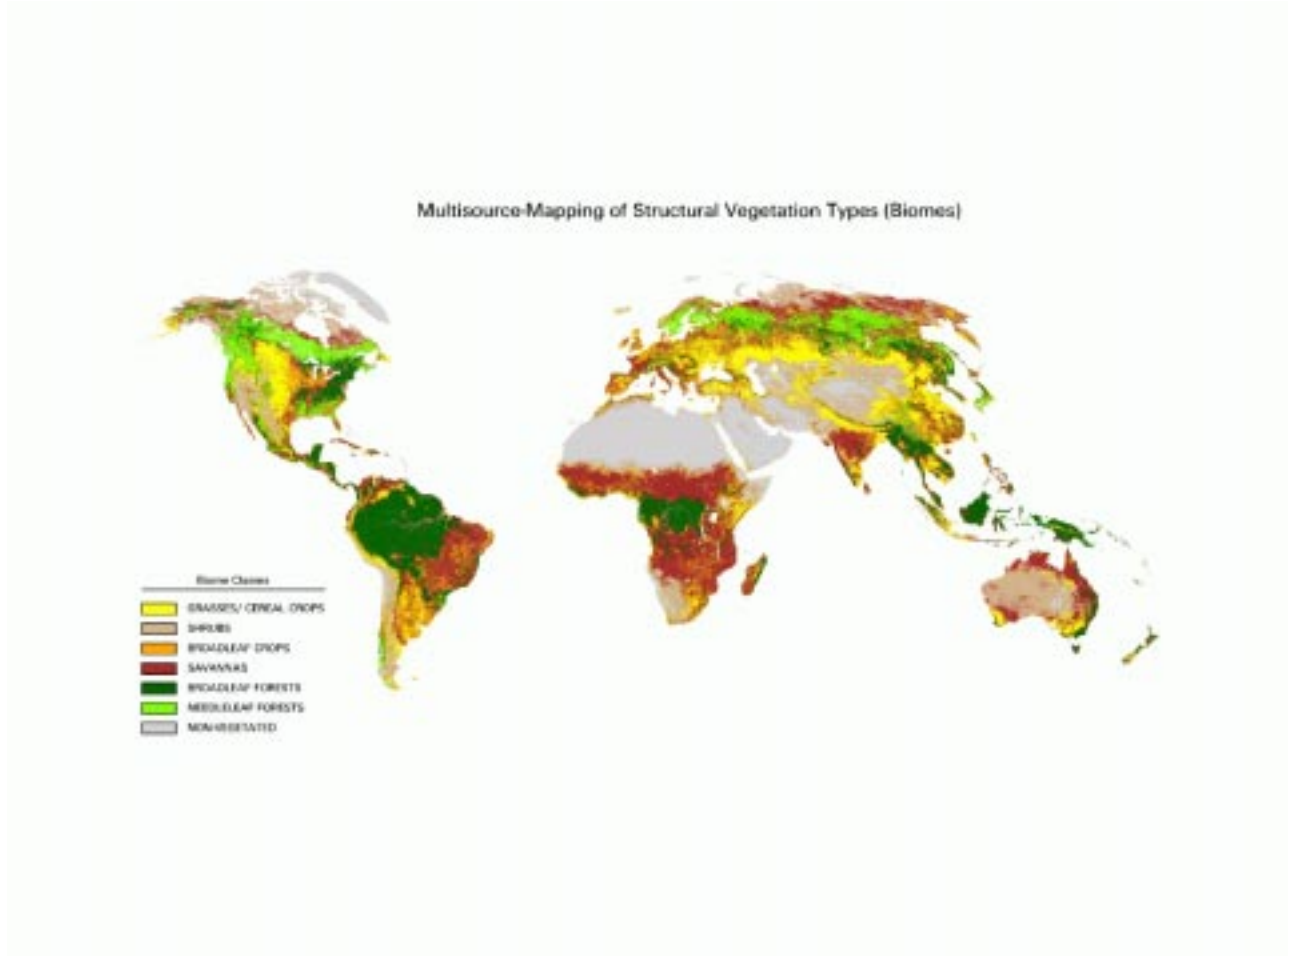 Multisource-Mapping of Structural Vegetation Types (Biomes)
Biome Classes
GRASSES/ CEREAL CROPS
SHRUBS
BROADLEAF CROPS
SAVANNAS
BROADLEAF FORESTS
NEEDLELEAF FORESTS
NON-VEGETATED